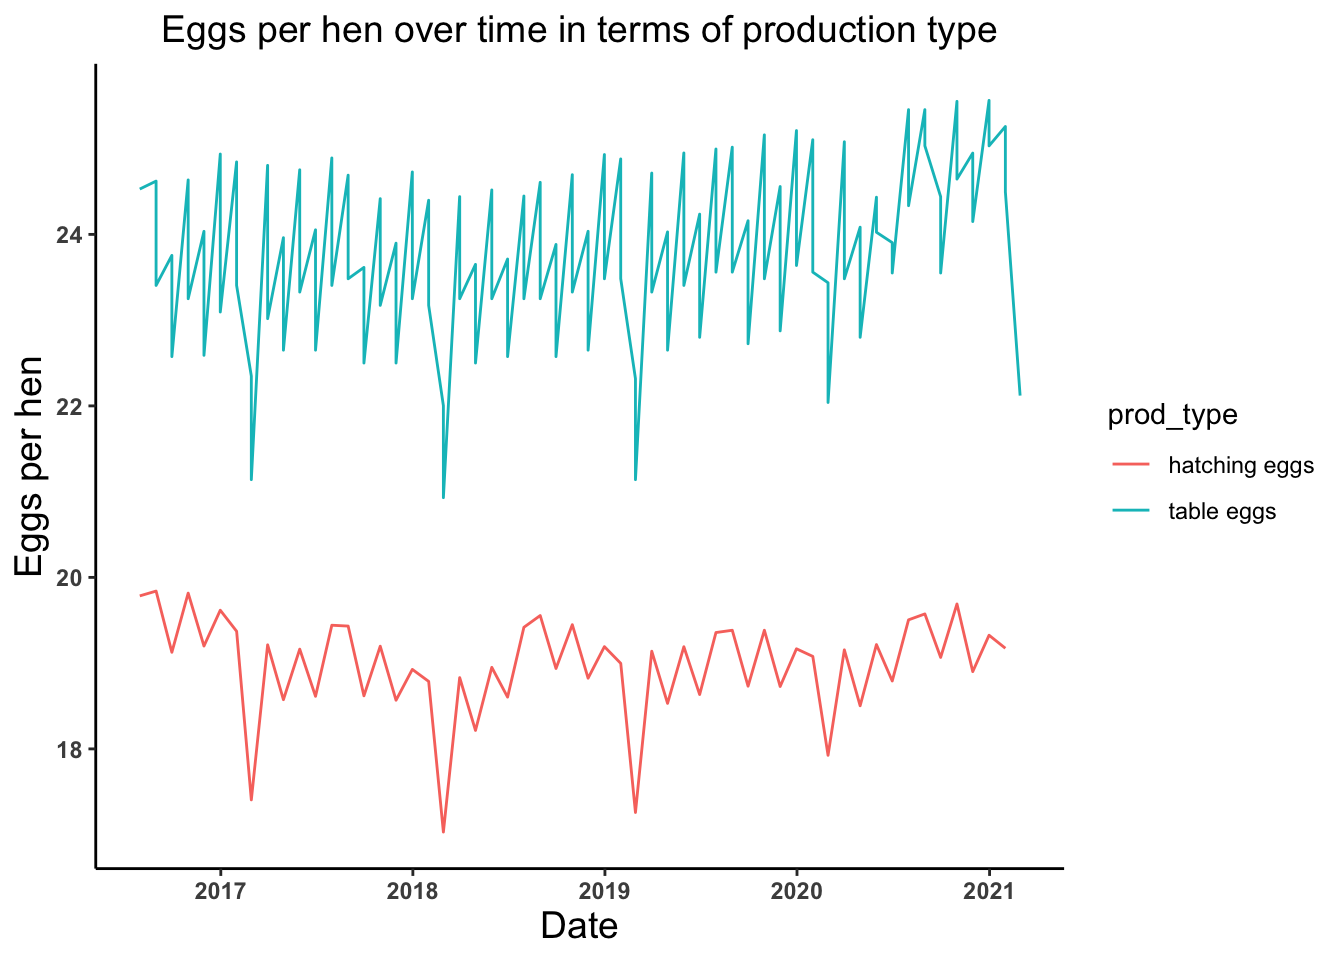 Eggs per hen over time in terms of production type
Eggs per hen
24
22
20
18
2017 2018 2019 2020 2021
Date
prod_type
hatching eggs
table eggs